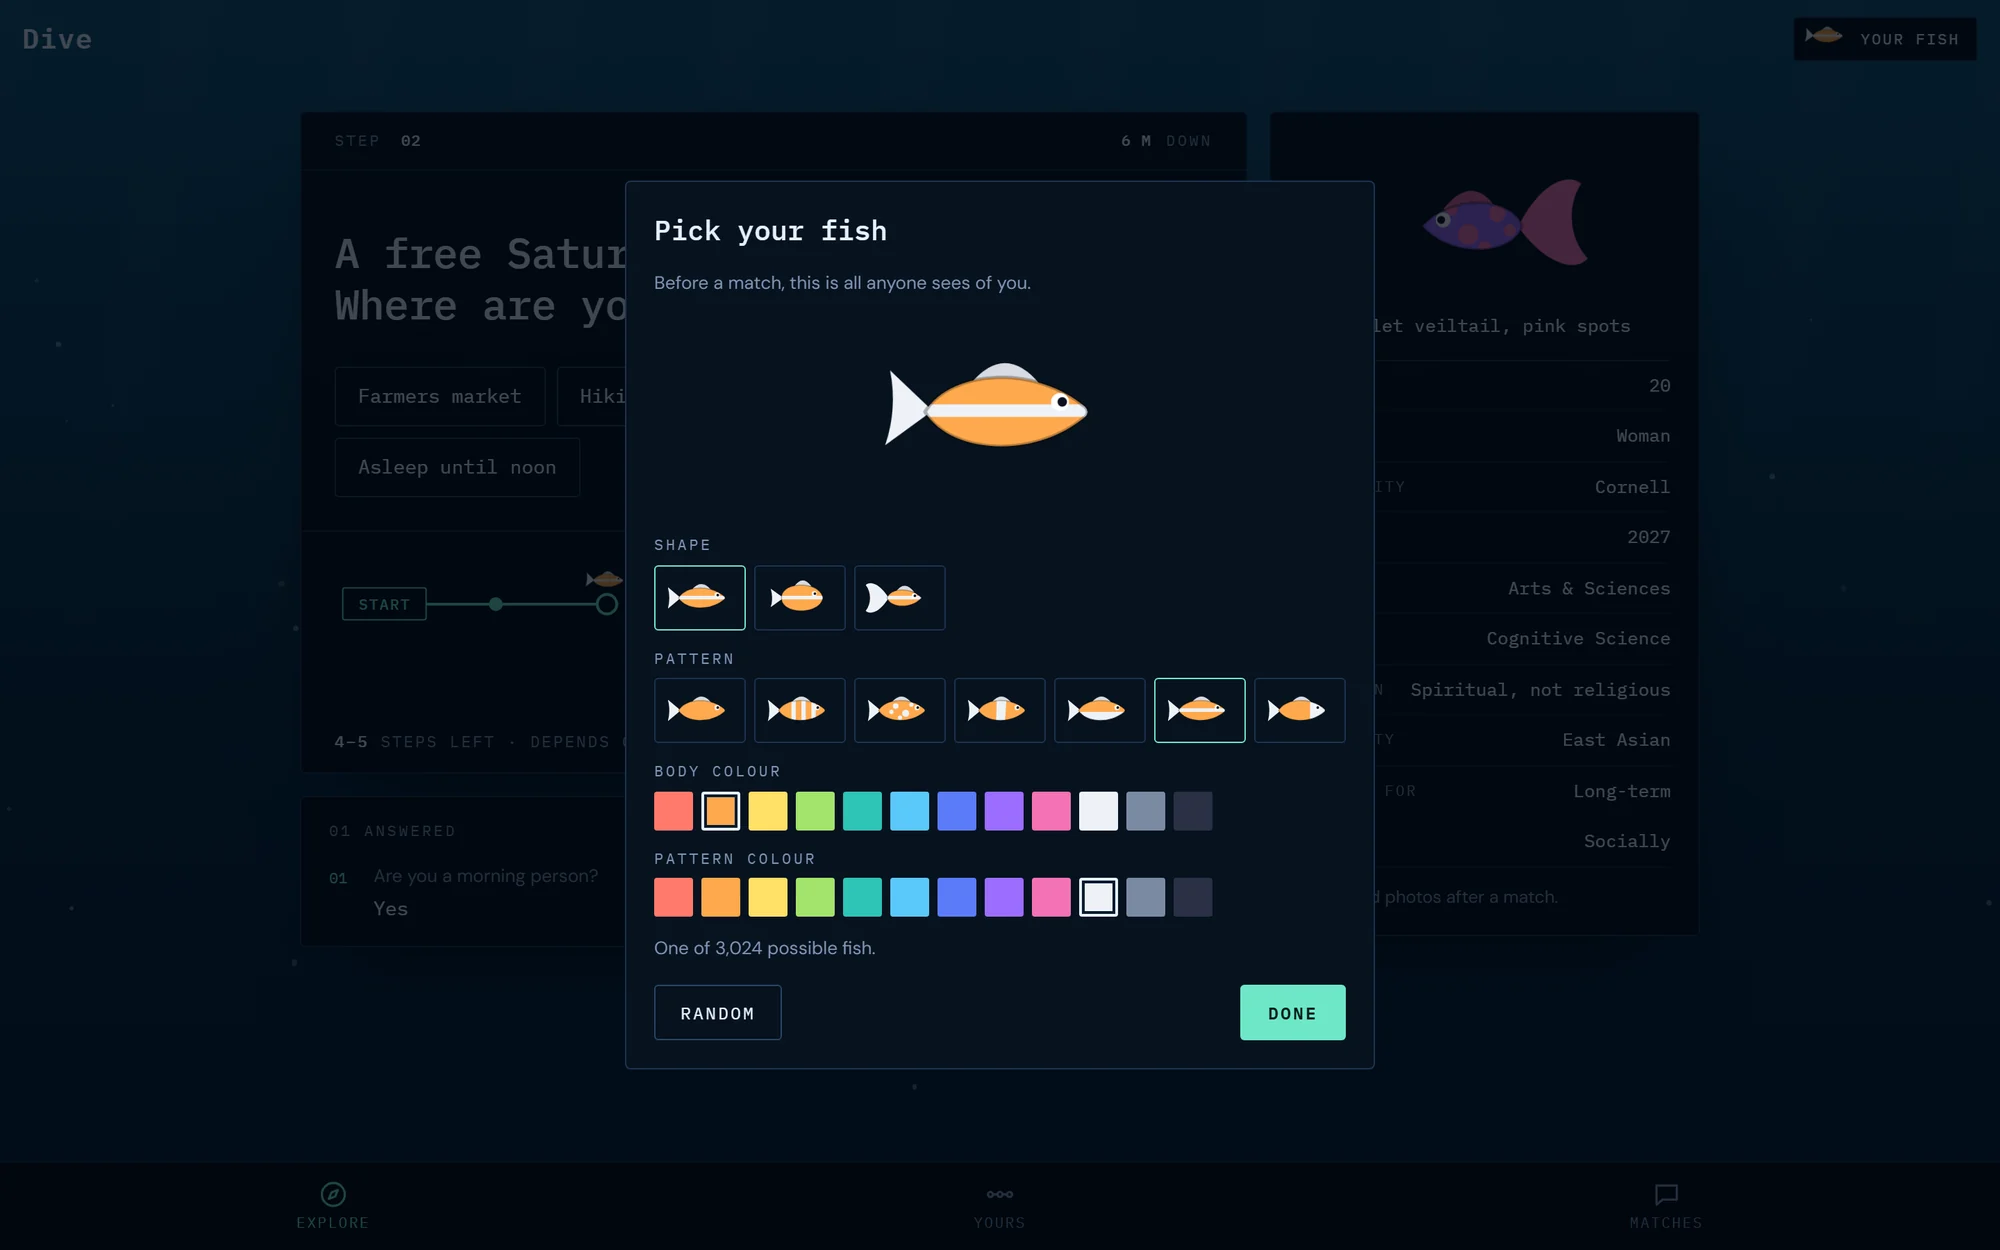 Dive
YOUR FISH
STEP 02
6 M DOWN
A free Satur
Where are yo
Farmers market
Hiki
Asleep until noon
START
4–5 STEPS LEFT · DEPENDS
01 ANSWERED
01 Are you a morning person?
Yes
Pick your fish
Before a match, this is all anyone sees of you.
SHAPE
PATTERN
BODY COLOUR
PATTERN COLOUR
One of 3,024 possible fish.
RANDOM
DONE
let veiltail, pink spots
20
Woman
ITY Cornell
2027
Arts & Sciences
Cognitive Science
N Spiritual, not religious
TY East Asian
FOR Long-term
Socially
d photos after a match.
EXPLORE
YOURS
MATCHES